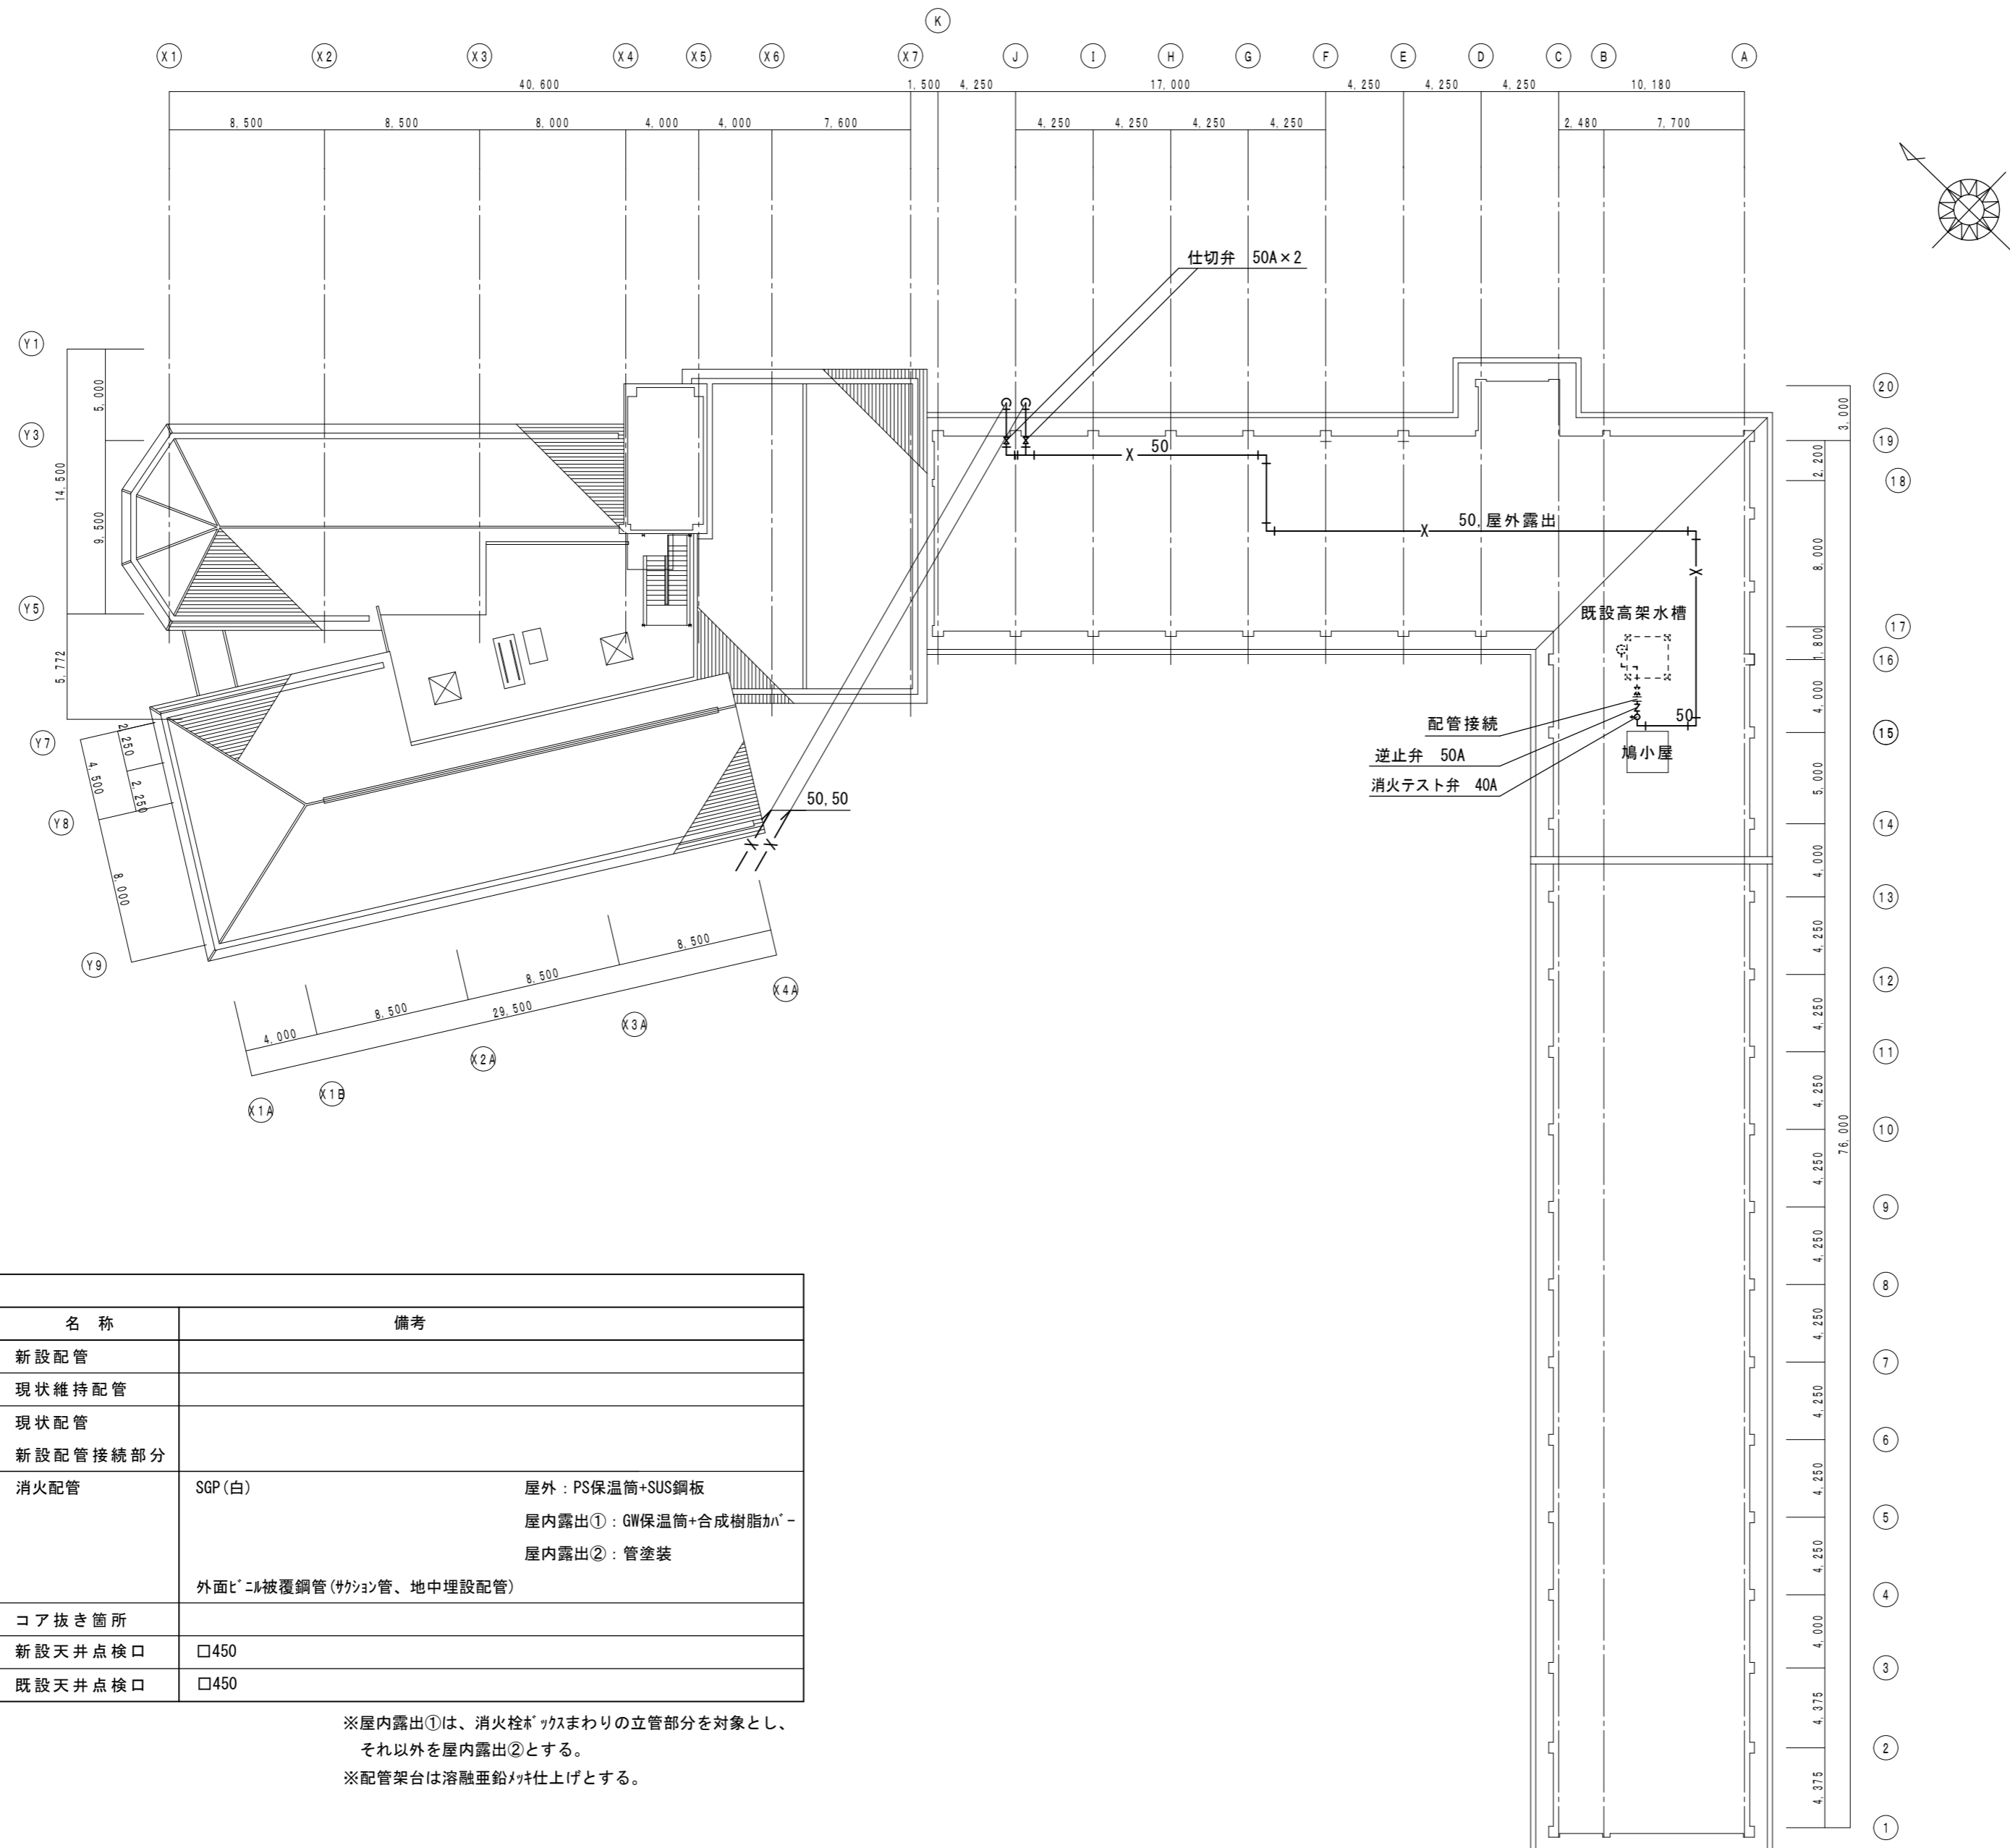 K
X1 X2 X3 X4 X5 X6 X7 J I H G F E D C B A
40,600 1,500 4,250 17,000 4,250 4,250 4,250 10,180
8,500 8,500 8,000 4,000 4,000 7,600 4,250 4,250 4,250 4,250 2,480 7,700
仕切弁 50A×2
Y1
Y3
Y5
Y7
Y8
Y9
5,000
14,500
9,500
5,772
2,250
4,500
2,250
8,000
50
50,屋外露出
既設高架水槽
配管接続
50
逆止弁 50A
鳩小屋
消火テスト弁 40A
50,50
4,000 8,500 8,500 8,500
29,500
X1A X1B X2A X3A X4A
20
19
18
17
16
15
14
13
12
11
10
9
8
7
6
5
4
3
2
1
3,000
2,200
8,000
1,800
4,000
5,000
4,000
4,250
4,250
4,250
4,250
4,250
4,250
4,250
4,250
4,250
4,000
4,375
4,375
76,000
名 称 備考
新設配管
現状維持配管
現状配管
新設配管接続部分
消火配管 SGP(白) 屋外:PS保温筒+SUS鋼板
屋内露出①:GW保温筒+合成樹脂ｶﾊﾞｰ
屋内露出②:管塗装
外面ﾋﾞﾆﾙ被覆鋼管(ｻｸｼｮﾝ管、地中埋設配管)
コア抜き箇所
新設天井点検口 □450
既設天井点検口 □450
※屋内露出①は、消火栓ﾎﾞｯｸｽまわりの立管部分を対象とし、
それ以外を屋内露出②とする。
※配管架台は溶融亜鉛ﾒｯｷ仕上げとする。